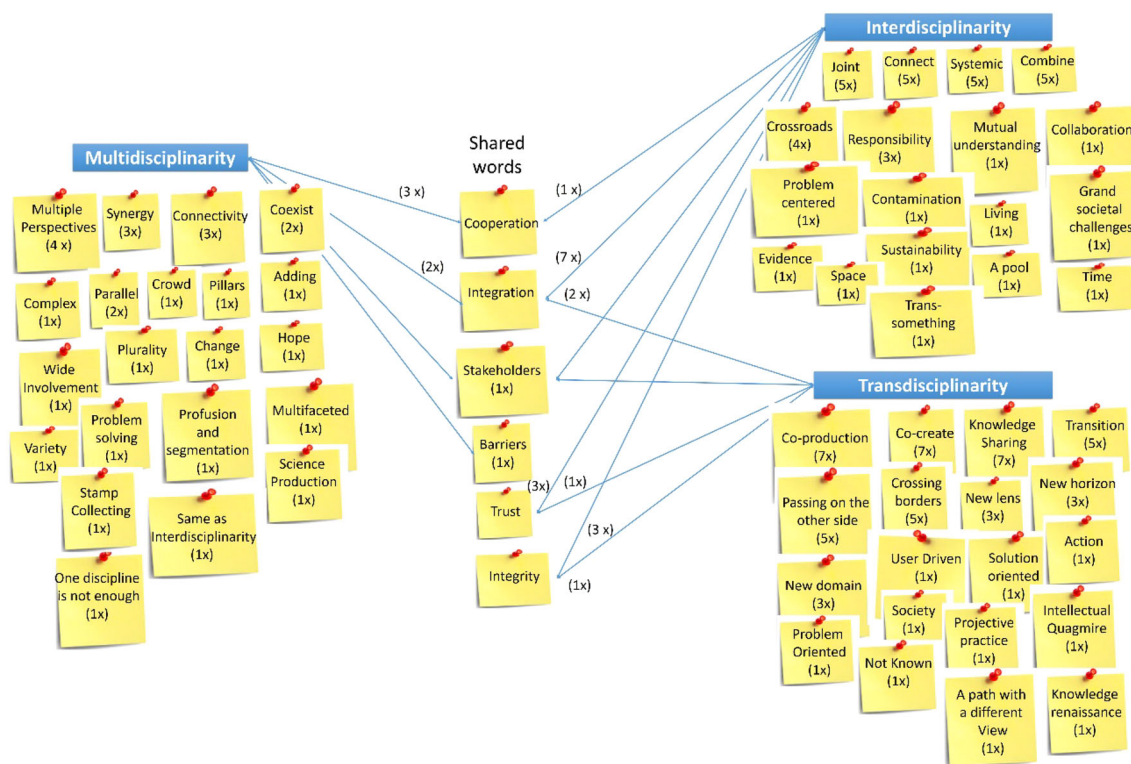 Multidisciplinarity
Multiple
Perspectives
(4 x)
Synergy
(3x)
Connectivity
(3x)
Coexist
(2x)
Complex
(1x)
Parallel
(2x)
Crowd
(1x)
Pillars
(1x)
Adding
(1x)
Plurality
(1x)
Change
(1x)
Hope
(1x)
Wide
Involvement
(1x)
Problem
solving
(1x)
Profusion
and
segmentation
(1x)
Multifaceted
(1x)
Variety
(1x)
Science
Production
(1x)
Stamp
Collecting
(1x)
Same as
Interdisciplinarity
(1x)
One discipline
is not enough
(1x)
Shared
words
(3 x)
Cooperation
(1 x)
(2x)
Integration
(7 x)
(2 x)
Stakeholders
(1x)
Barriers
(1x)
Trust
(3x)
(1x)
Integrity
(3 x)
(1x)
Interdisciplinarity
Joint
(5x)
Connect
(5x)
Systemic
(5x)
Combine
(5x)
Crossroads
(4x)
Responsibility
(3x)
Mutual
understanding
(1x)
Collaboration
(1x)
Problem
centered
(1x)
Contamination
(1x)
Living
(1x)
Grand
societal
challenges
(1x)
Evidence
(1x)
Space
(1x)
Sustainability
(1x)
A pool
(1x)
Time
(1x)
Trans-
something
(1x)
Transdisciplinarity
Co-production
(7x)
Co-create
(7x)
Knowledge
Sharing
(7x)
Transition
(5x)
Passing on the
other side
(5x)
Crossing
borders
(5x)
New lens
(3x)
New horizon
(3x)
New domain
(3x)
User Driven
(1x)
Solution
oriented
(1x)
Action
(1x)
Society
(1x)
Projective
practice
(1x)
Intellectual
Quagmire
(1x)
Problem
Oriented
(1x)
Not Known
(1x)
A path with
a different
View
(1x)
Knowledge
renaissance
(1x)